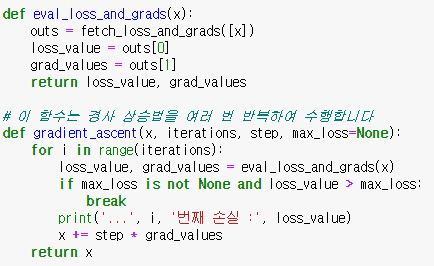 def eval_loss_and_grads(x):
    outs = fetch_loss_and_grads([x])
    loss_value = outs[0]
    grad_values = outs[1]
    return loss_value, grad_values

# 이 함수는 경사 상승법을 여러 번 반복하여 수행합니다
def gradient_ascent(x, iterations, step, max_loss=None):
    for i in range(iterations):
        loss_value, grad_values = eval_loss_and_grads(x)
        if max_loss is not None and loss_value > max_loss:
            break
        print('...', i, '번째 손실 :', loss_value)
        x += step * grad_values
    return x